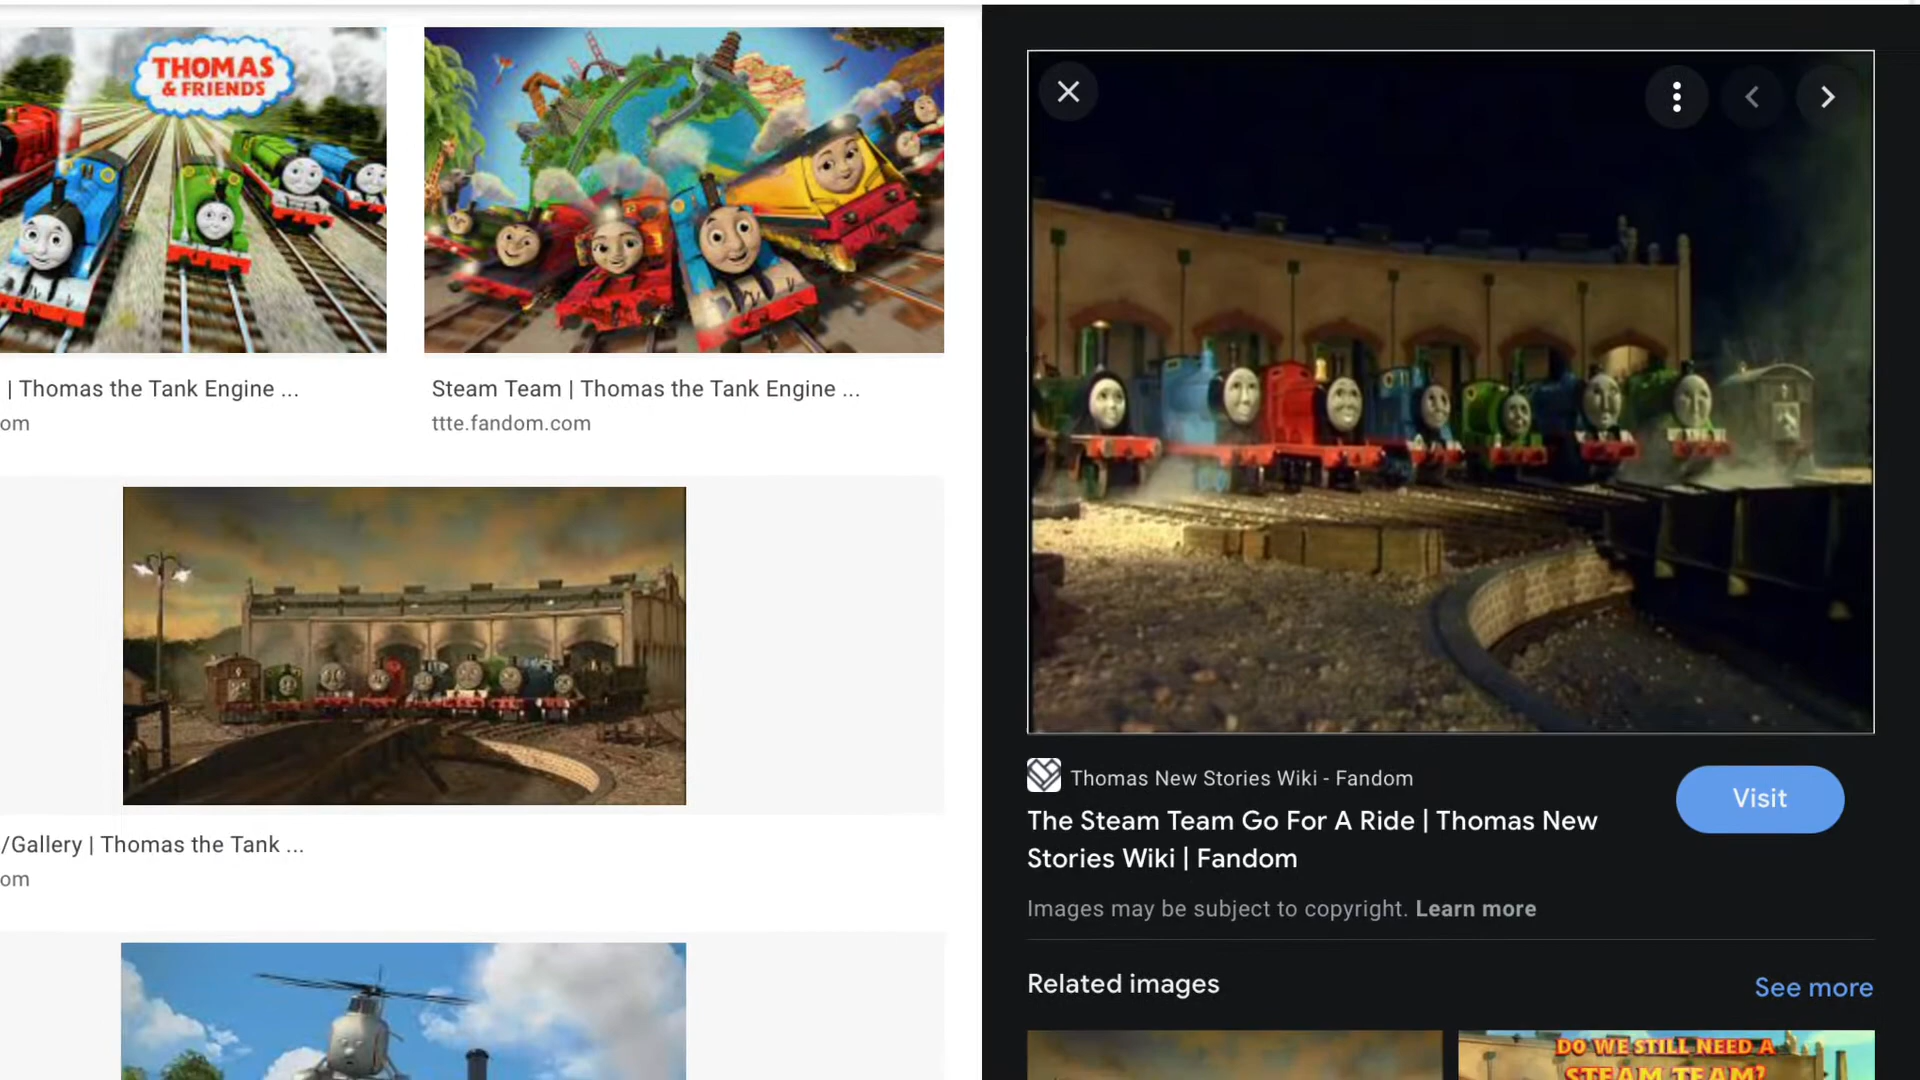 THOMAS
& FRIENDS
| Thomas the Tank Engine ...
om
Steam Team | Thomas the Tank Engine ...
ttte.fandom.com
/Gallery | Thomas the Tank ...
om
Thomas New Stories Wiki - Fandom
Visit
The Steam Team Go For A Ride | Thomas New
Stories Wiki | Fandom
Images may be subject to copyright. Learn more
Related images
See more
DO WE STILL NEED A
STEAM TEAM?